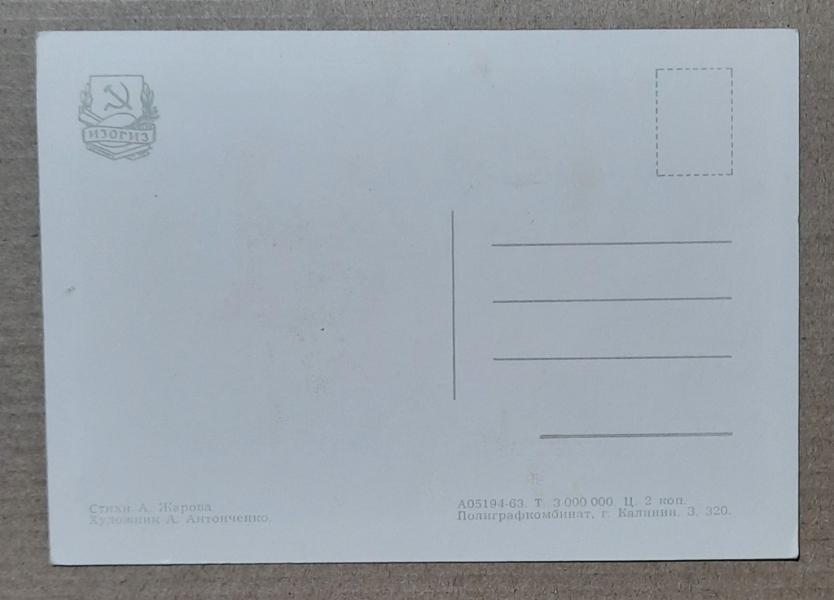 ИЗОГИЗ
Стихи А. Жарова.
Художник А. Антонченко.
А05194-63. Т. 3 000 000. Ц. 2 коп.
Полиграфкомбинат, г. Калинин. З. 320.